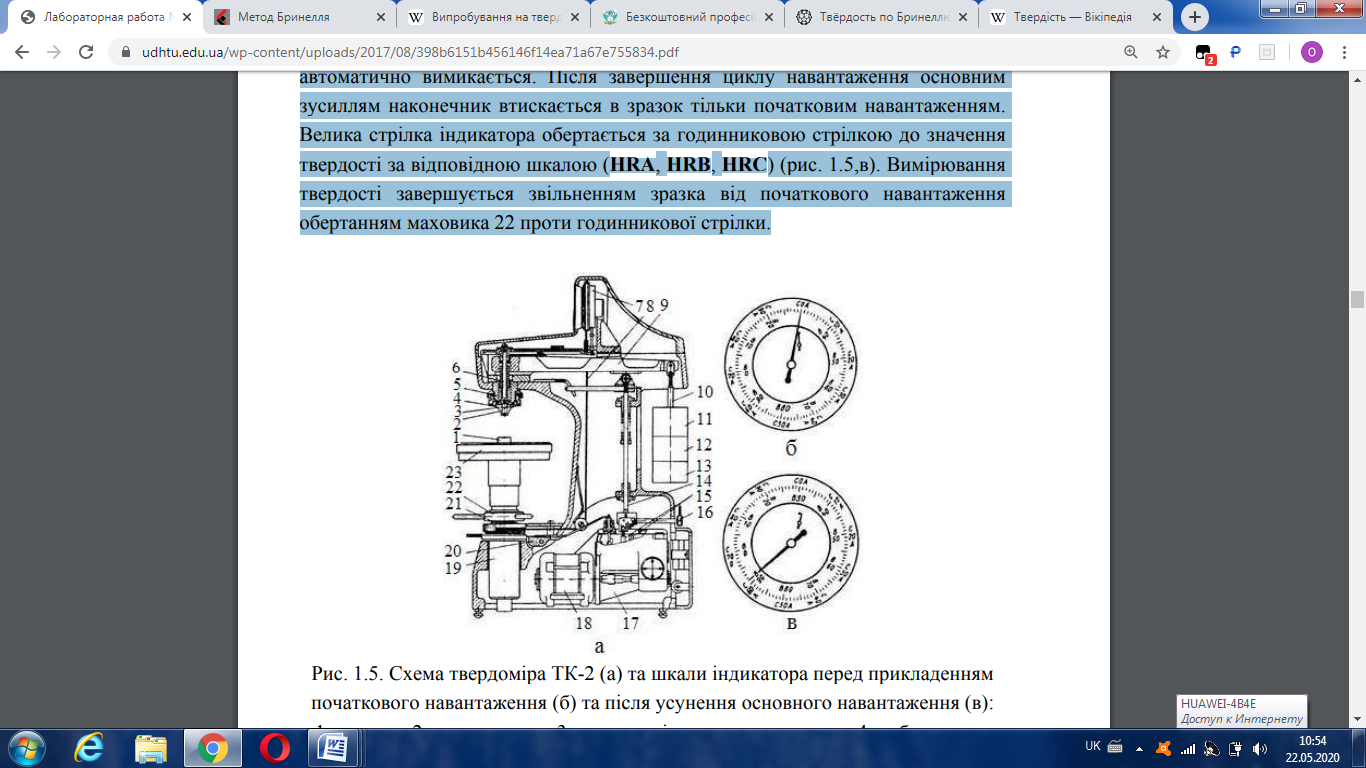 Лабораторная работа
Метод Бринелля
Випробування на тверд
Безкоштовний професі
Твёрдость по Бринеллю
Твердість — Вікіпедія
udhtu.edu.ua/wp-content/uploads/2017/08/398b6151b456146f14ea71a67e755834.pdf
2
O
автоматично вимикається. Після завершення циклу навантаження основним
зусиллям наконечник втискається в зразок тільки початковим навантаженням.
Велика стрілка індикатора обертається за годинниковою стрілкою до значення
твердості за відповідною шкалою (HRA, HRB, HRC) (рис. 1.5,в). Вимірювання
твердості завершується звільненням зразка від початкового навантаження
обертанням маховика 22 проти годинникової стрілки.
7 8 9
6
5
4
3
2
1
23
22
21
20
19
10
11
12
13
14
15
16
18
17
а
б
в
Рис. 1.5. Схема твердоміра ТК-2 (а) та шкали індикатора перед прикладенням
початкового навантаження (б) та після усунення основного навантаження (в):
HUAWEI-4B4E
Доступ к Интернету
UK
10:54
22.05.2020